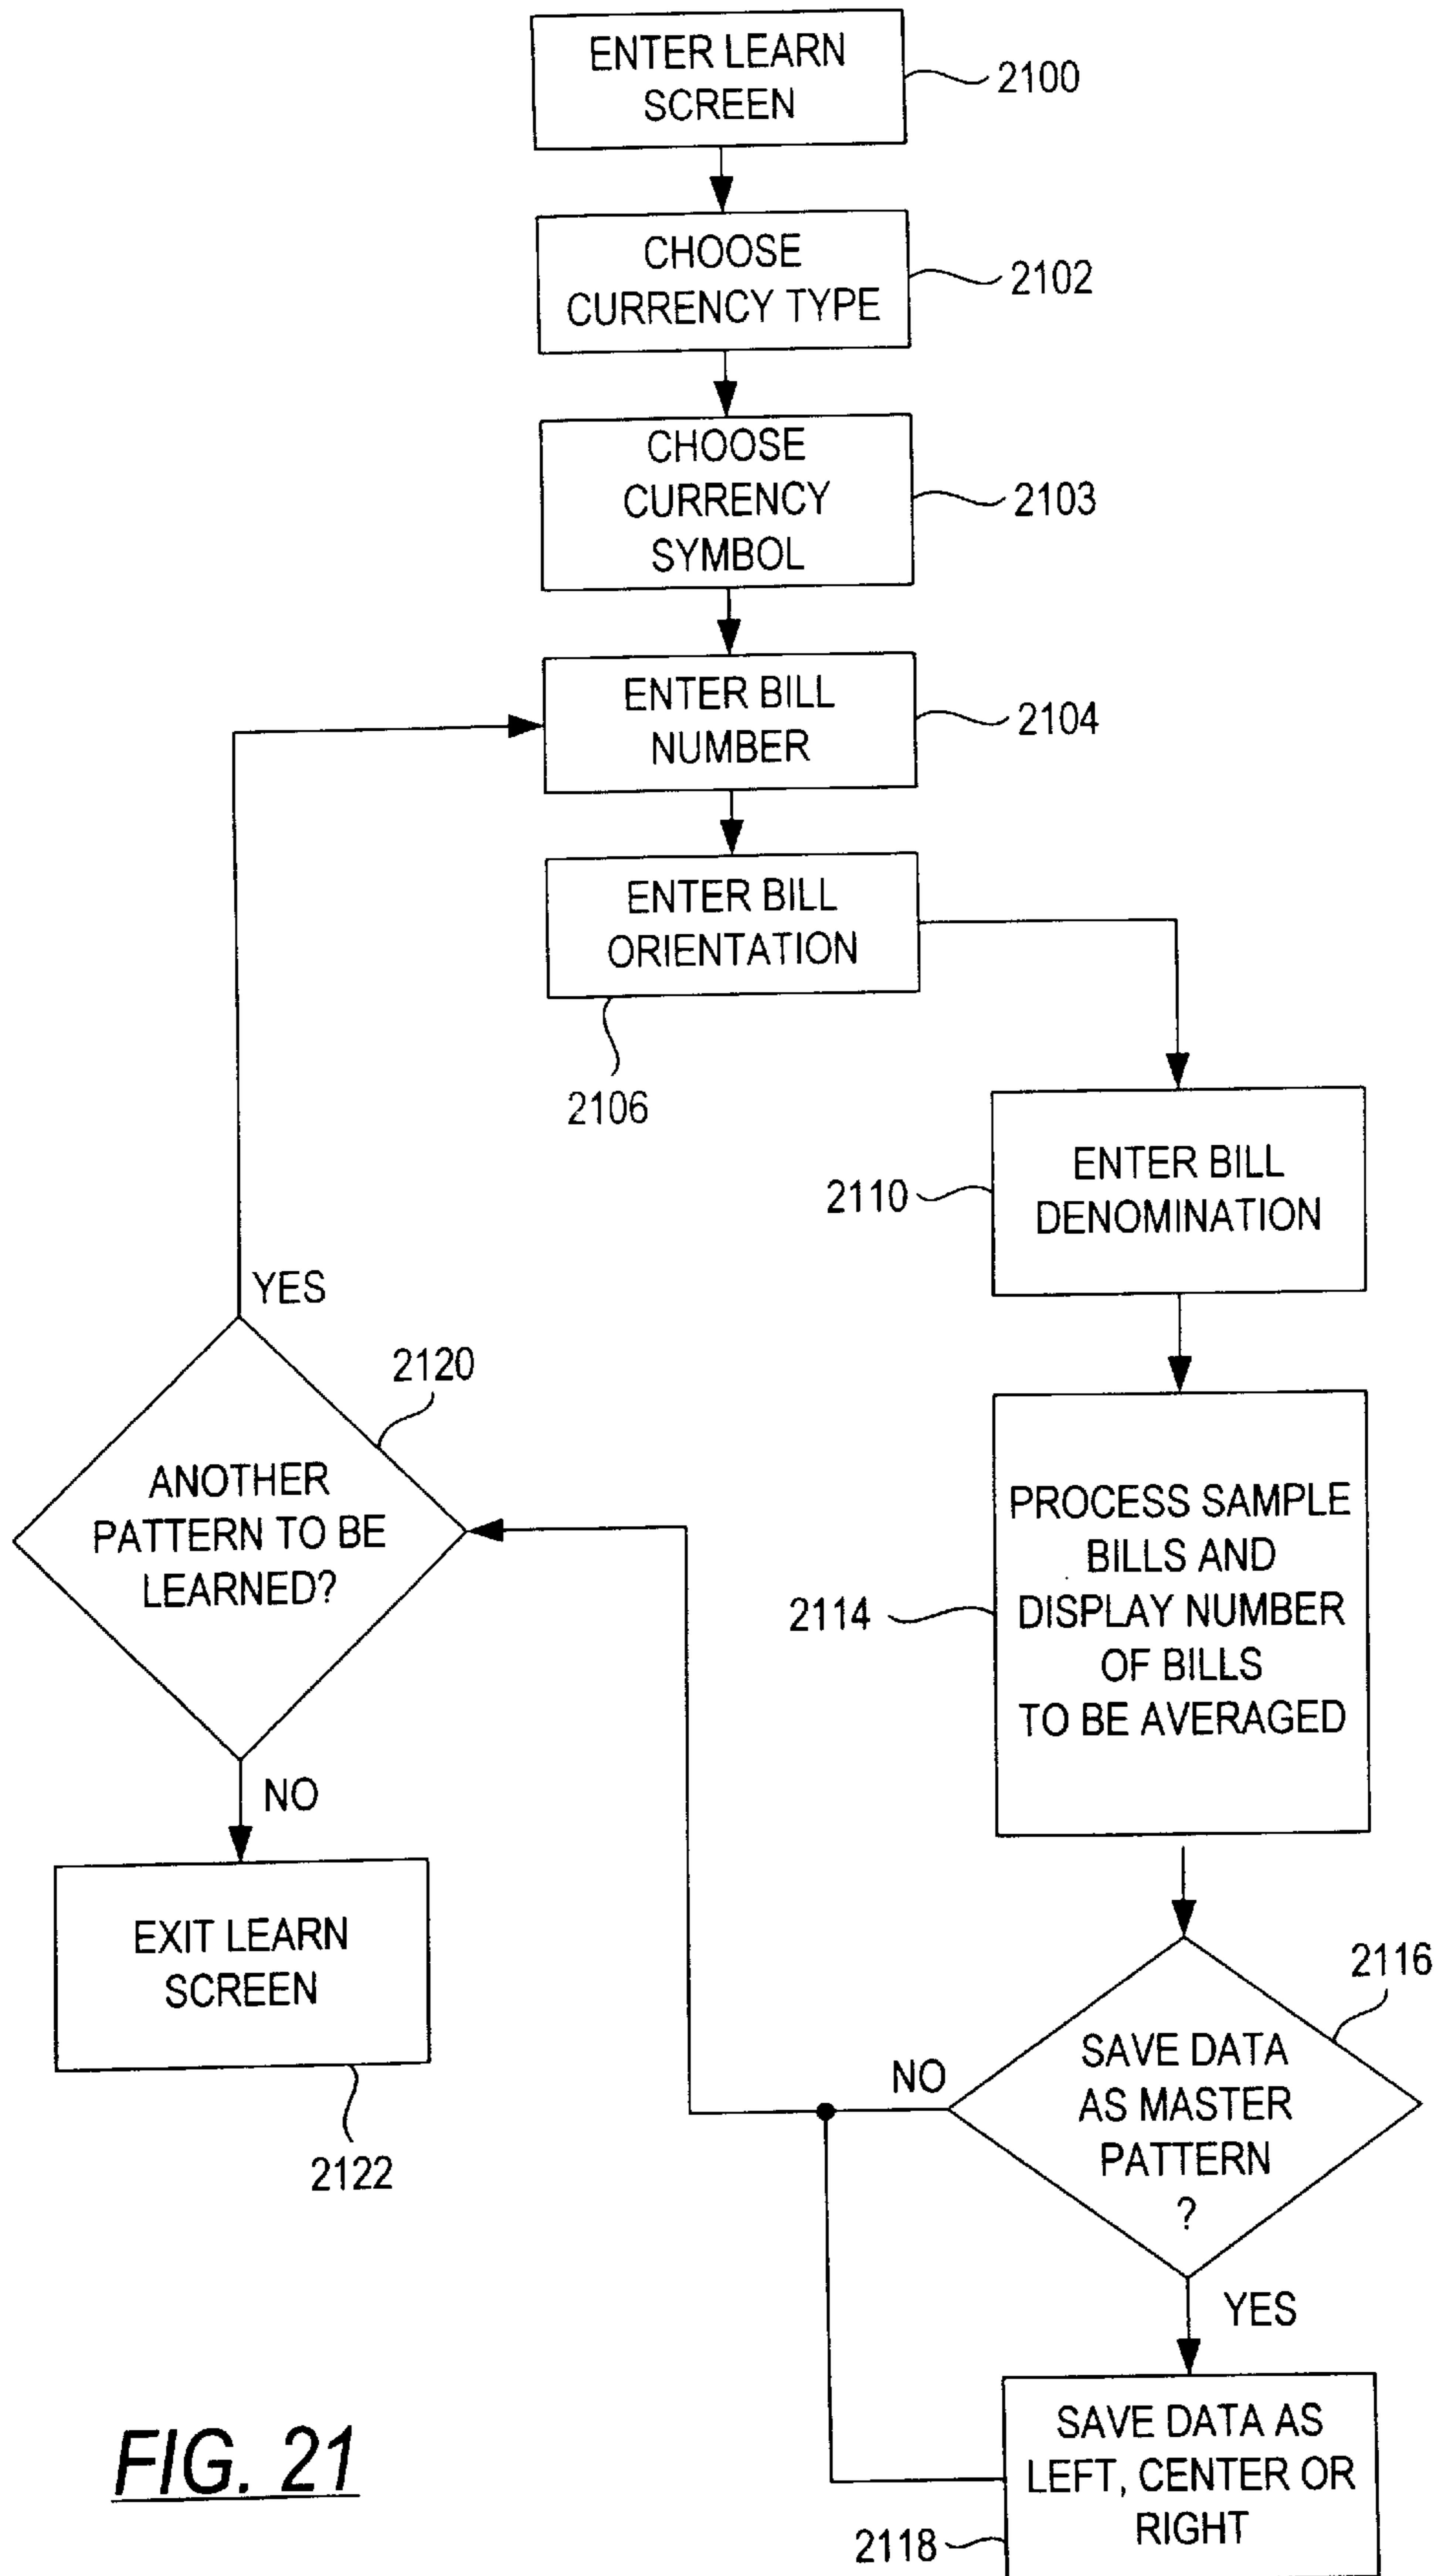 ENTER LEARN
SCREEN
2100
CHOOSE
CURRENCY TYPE
2102
CHOOSE
CURRENCY
SYMBOL
2103
ENTER BILL
NUMBER
2104
ENTER BILL
ORIENTATION
2106
ENTER BILL
DENOMINATION
2110
PROCESS SAMPLE
BILLS AND
DISPLAY NUMBER
OF BILLS
TO BE AVERAGED
2114
SAVE DATA
AS MASTER
PATTERN
?
2116
NO
YES
SAVE DATA AS
LEFT, CENTER OR
RIGHT
2118
ANOTHER
PATTERN TO BE
LEARNED?
2120
YES
NO
EXIT LEARN
SCREEN
2122
FIG. 21